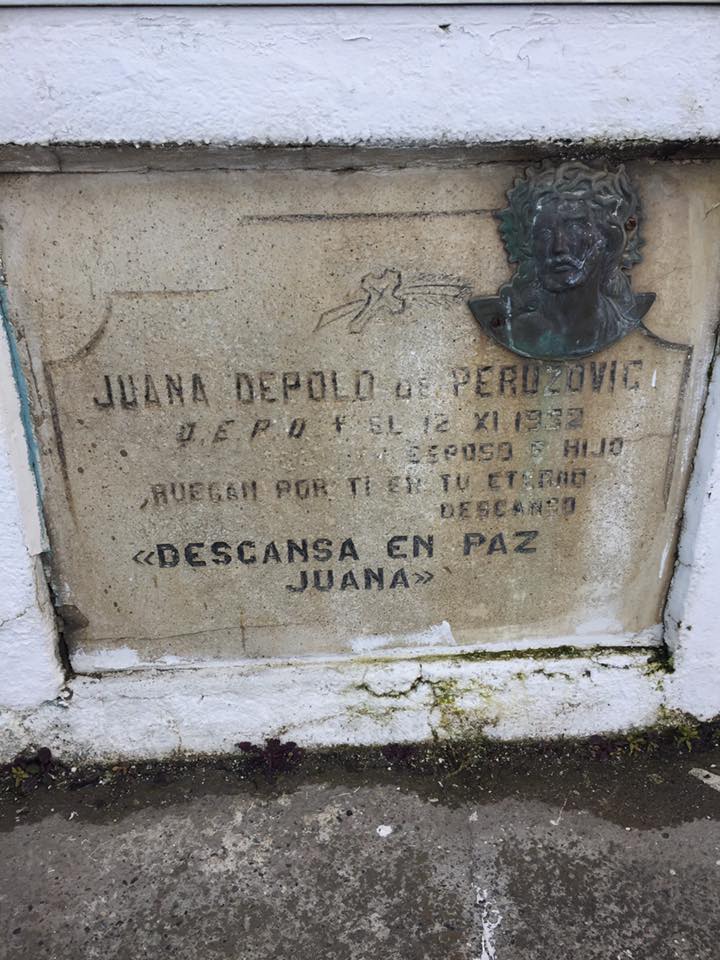 JUANA DEPOLO DE PERUZOVIC
Q.E.P.D † EL 12 XI 1952
ESPOSO E HIJO
RUEGAN POR TI EN TU ETERNO
DESCANSO
«DESCANSA EN PAZ
JUANA»